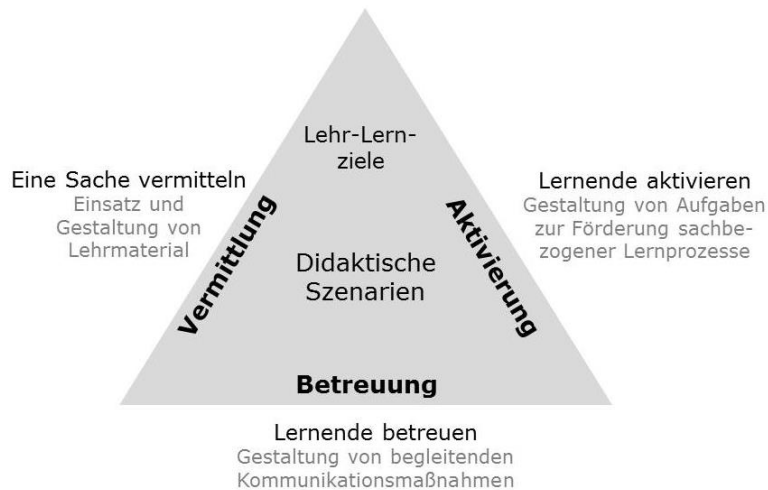 Lehr-Lern-
ziele
Eine Sache vermitteln
Einsatz und
Gestaltung von
Lehrmaterial
Vermittlung
Didaktische
Szenarien
Aktivierung
Lernende aktivieren
Gestaltung von Aufgaben
zur Förderung sachbe-
zogener Lernprozesse
Betreuung
Lernende betreuen
Gestaltung von begleitenden
Kommunikationsmaßnahmen